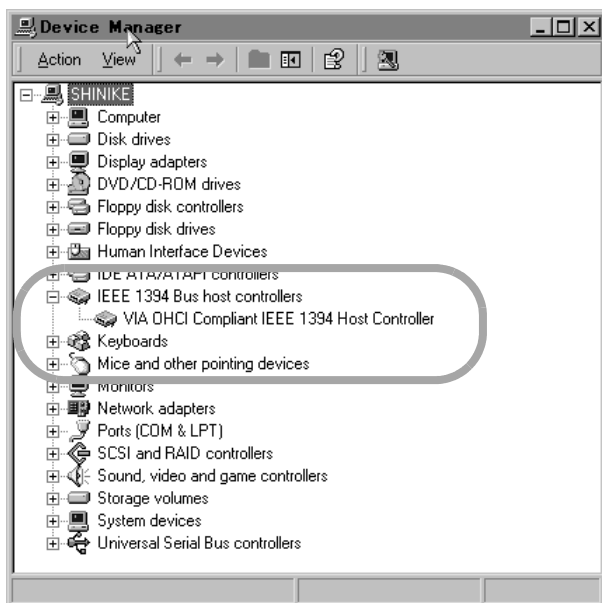 Device Manager
Action View
SHINIKE
Computer
Disk drives
Display adapters
DVD/CD-ROM drives
Floppy disk controllers
Floppy disk drives
Human Interface Devices
IDE ATA/ATAPI controllers
IEEE 1394 Bus host controllers
VIA OHCI Compliant IEEE 1394 Host Controller
Keyboards
Mice and other pointing devices
Monitors
Network adapters
Ports (COM & LPT)
SCSI and RAID controllers
Sound, video and game controllers
Storage volumes
System devices
Universal Serial Bus controllers